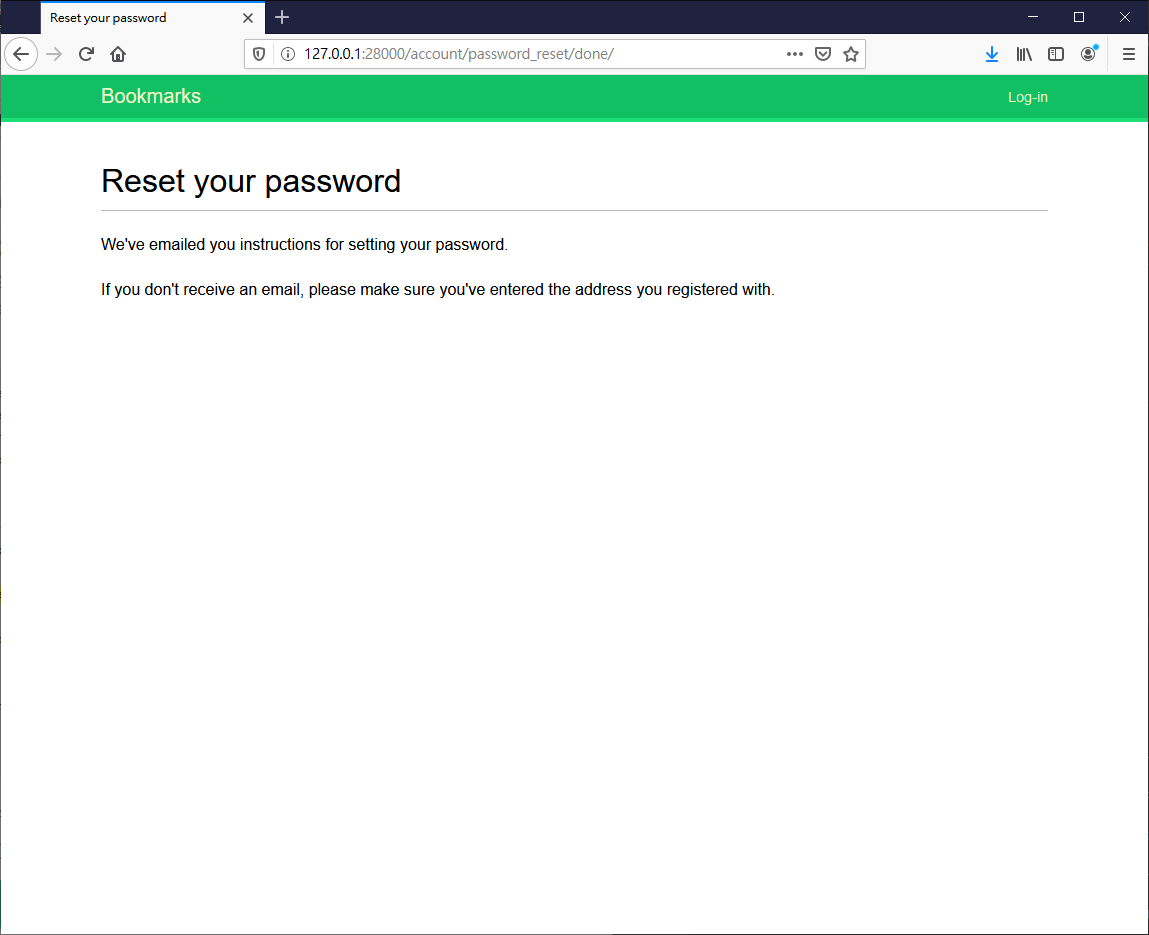 Reset your password
127.0.0.1:28000/account/password_reset/done/
Bookmarks
Log-in
Reset your password
We've emailed you instructions for setting your password.
If you don't receive an email, please make sure you've entered the address you registered with.